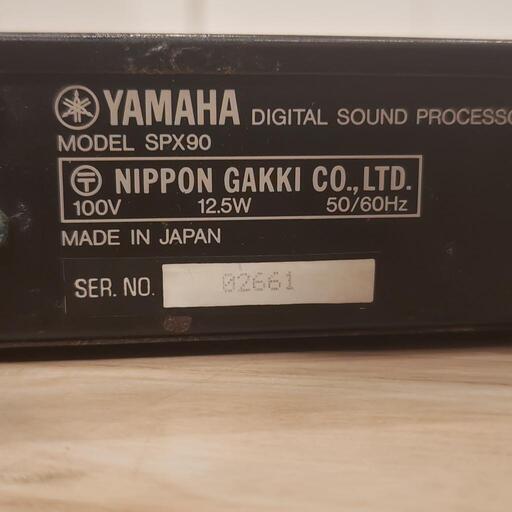 YAMAHA DIGITAL SOUND PROCESSO
MODEL SPX90
NIPPON GAKKI CO.,LTD.
100V 12.5W 50/60Hz
MADE IN JAPAN
SER. NO. 02661